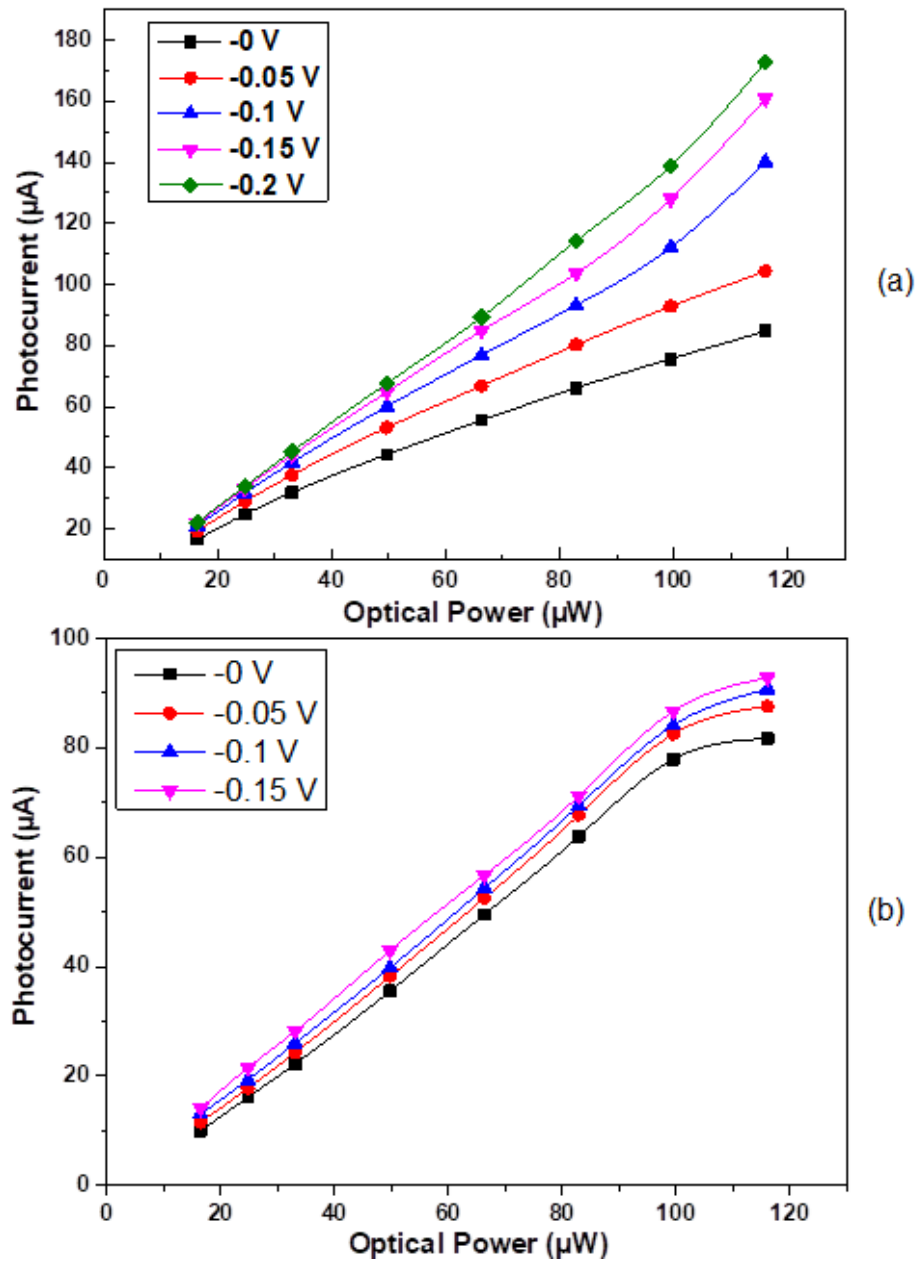 180
160
140
120
100
80
60
40
20
Photocurrent (µA)
-0 V
-0.05 V
-0.1 V
-0.15 V
-0.2 V
(a)
0 20 40 60 80 100 120
Optical Power (µW)
100
80
60
40
20
0
Photocurrent (µA)
-0 V
-0.05 V
-0.1 V
-0.15 V
(b)
0 20 40 60 80 100 120
Optical Power (µW)